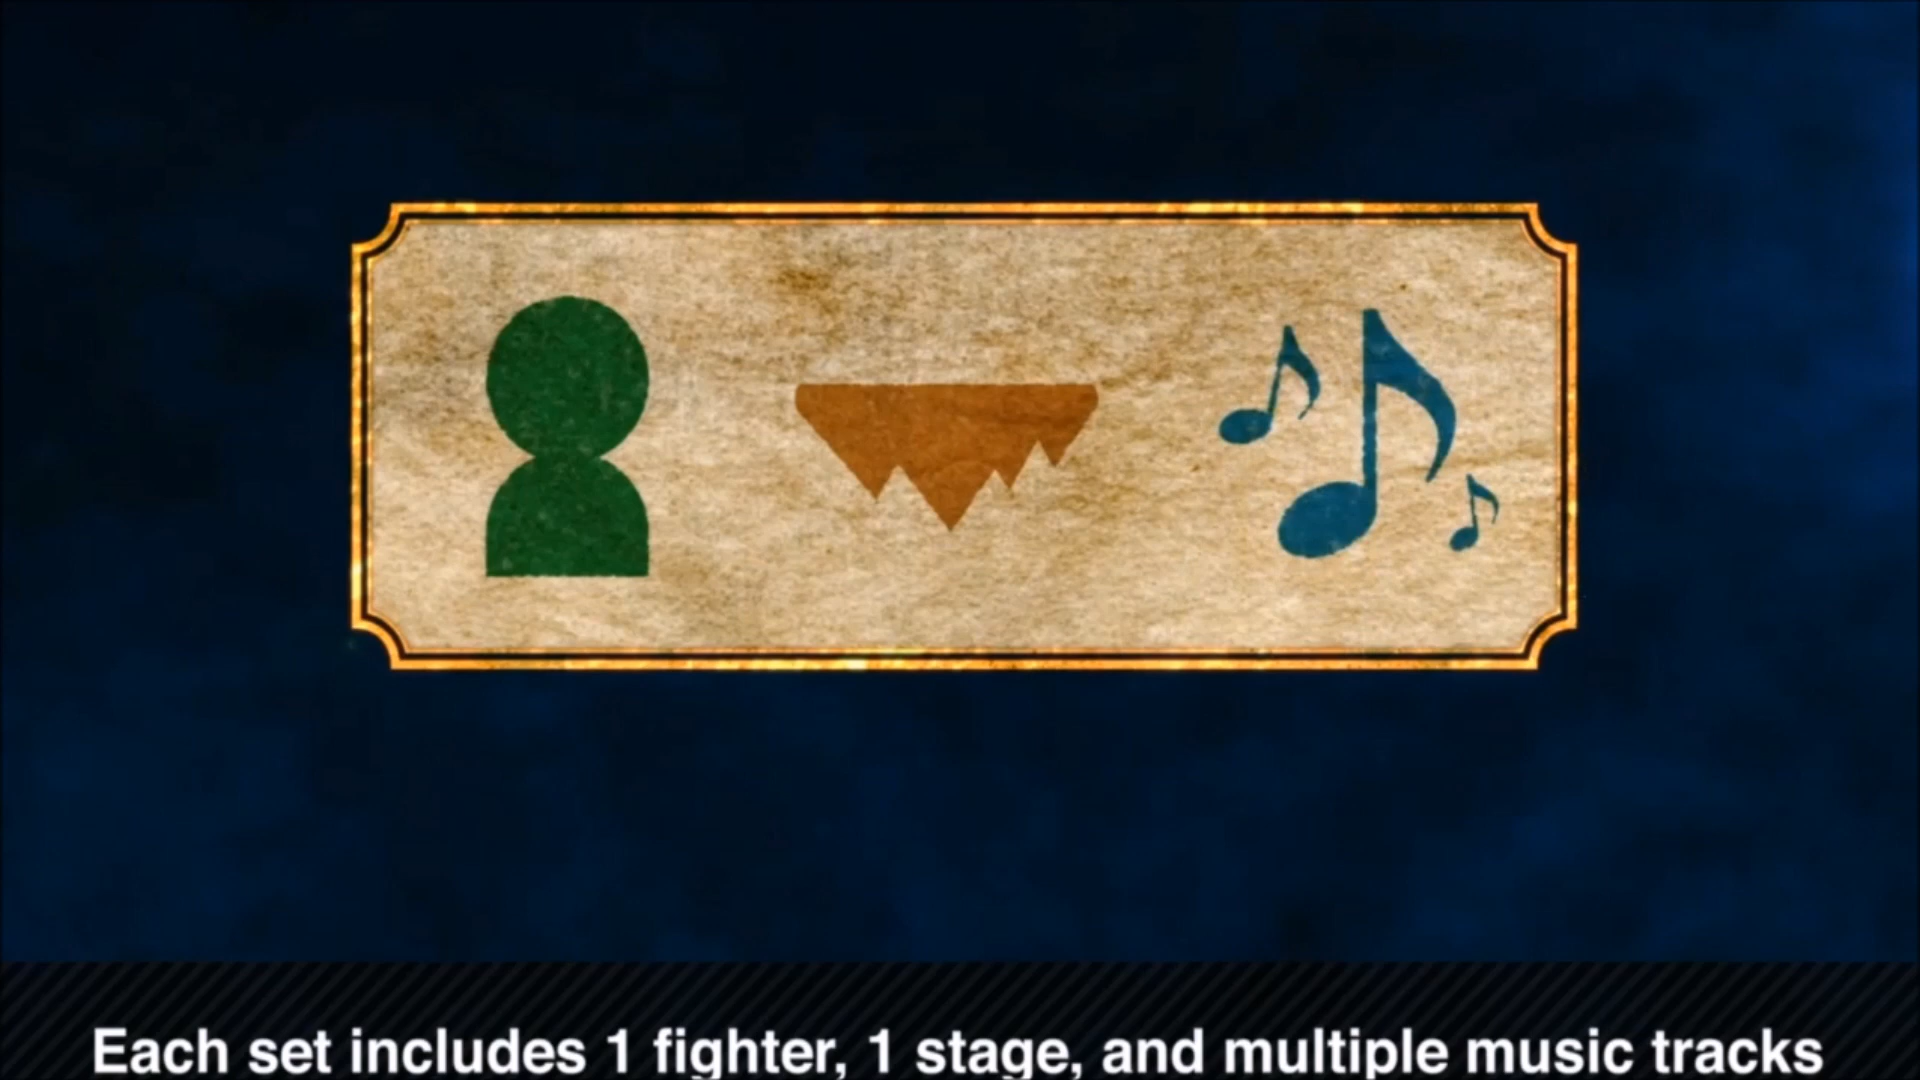 Each set includes 1 fighter, 1 stage, and multiple music tracks